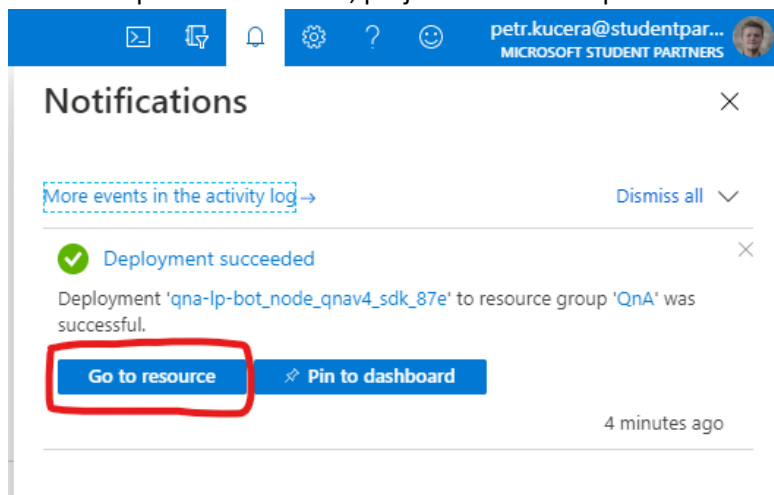 petr.kucera@studentpar...
MICROSOFT STUDENT PARTNERS
Notifications
More events in the activity log → Dismiss all
Deployment succeeded
Deployment 'qna-lp-bot_node_qnav4_sdk_87e' to resource group 'QnA' was
successful.
Go to resource Pin to dashboard
4 minutes ago